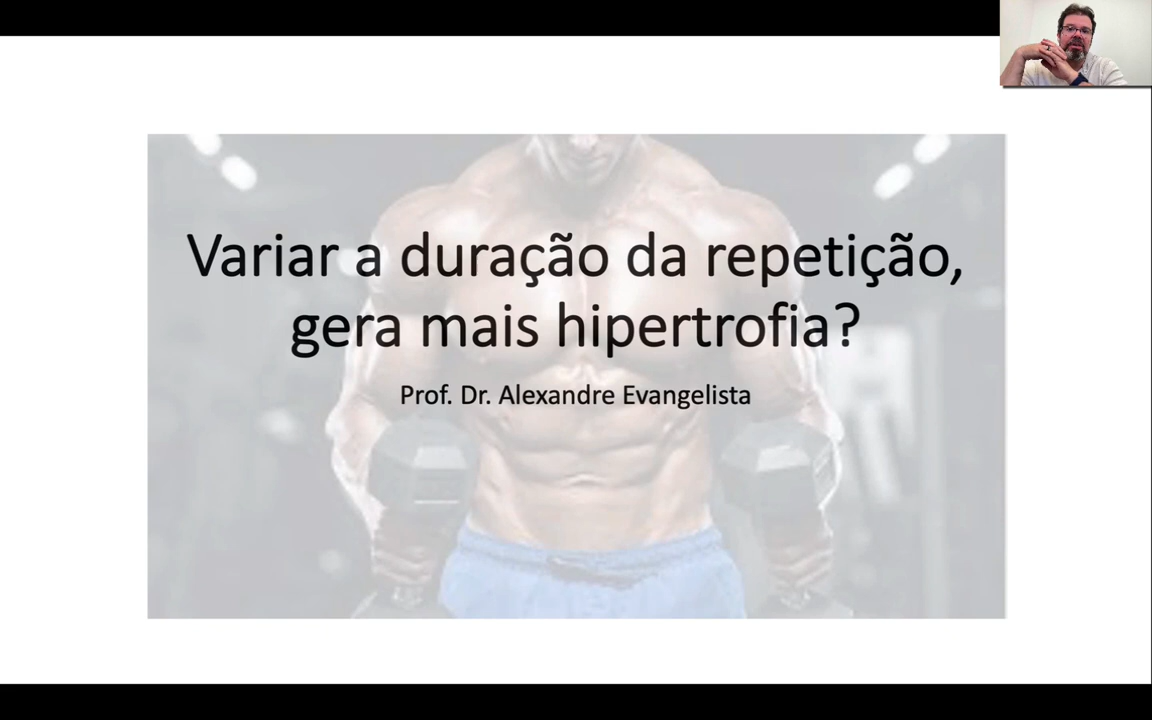 Variar a duração da repetição,
gera mais hipertrofia?
Prof. Dr. Alexandre Evangelista